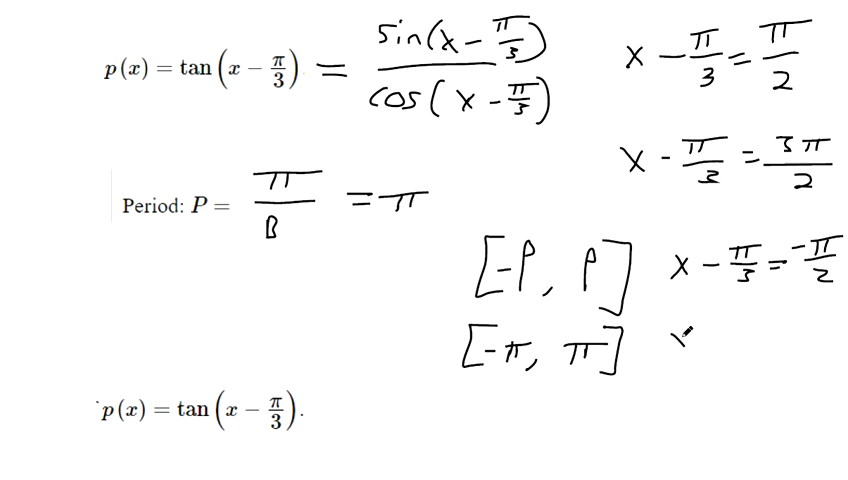 p(x) = tan(x − π/3) = sin(x − π/3) / cos(x − π/3)
x − π/3 = π/2
x − π/3 = 3π/2
Period: P = π/B = π
[−P, P]
x − π/3 = −π/2
[−π, π]
p(x) = tan(x − π/3).